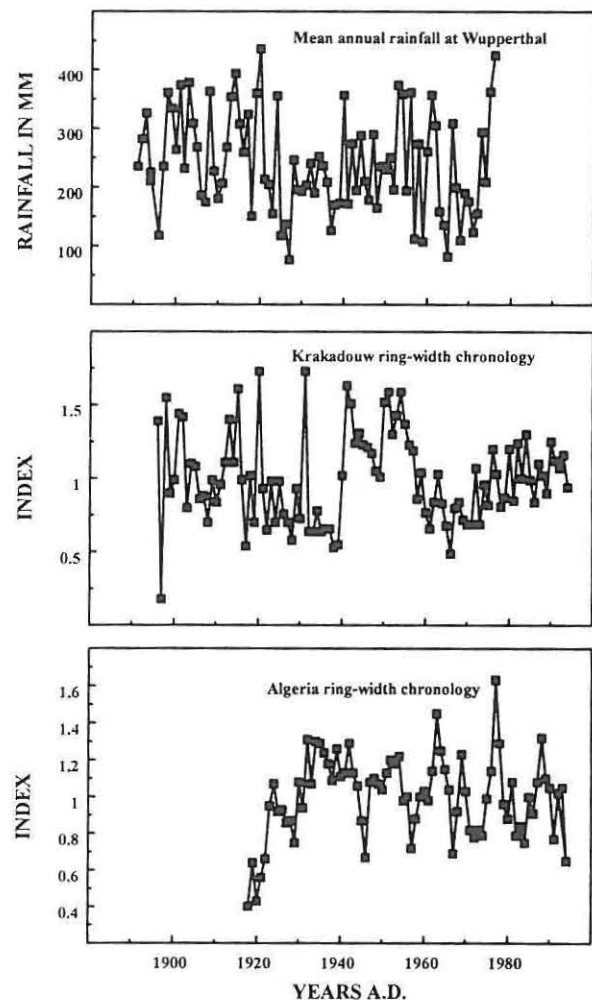 Mean annual rainfall at Wupperthal
RAINFALL IN MM
400
300
200
100
Krakadouw ring-width chronology
INDEX
1.5
1
0.5
Algeria ring-width chronology
INDEX
1.6
1.4
1.2
1
0.8
0.6
0.4
1900
1920
1940
1960
1980
YEARS A.D.